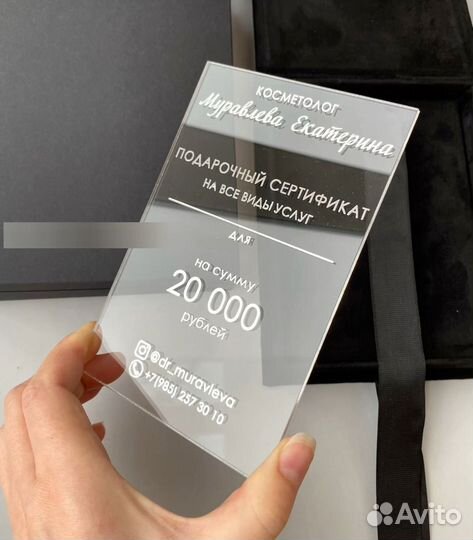 КОСМЕТОЛОГ
Муравлева Екатерина
ПОДАРОЧНЫЙ СЕРТИФИКАТ
НА ВСЕ ВИДЫ УСЛУГ
для
на сумму
20 000
рублей
@dr_muravleva
+7(985) 257 30 10
Avito